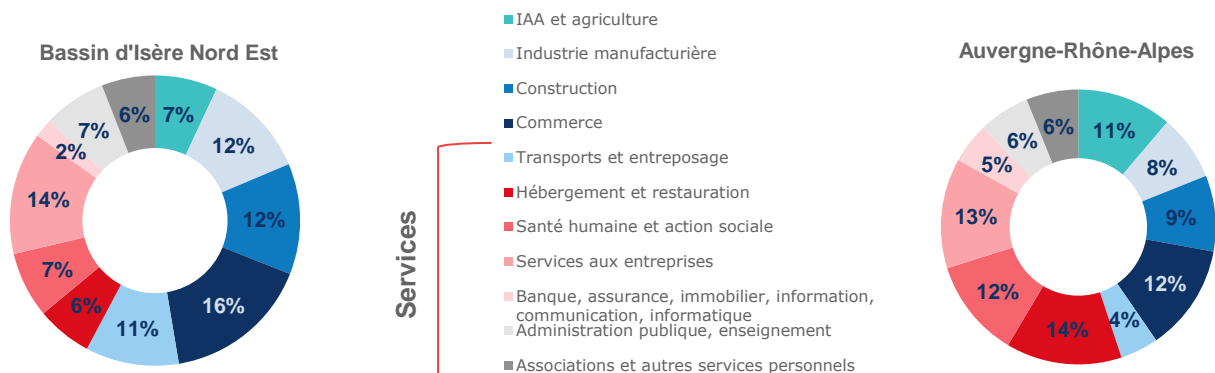 Bassin d'Isère Nord Est
6%
7%
7%
12%
2%
14%
12%
7%
6%
16%
11%
Services
IAA et agriculture
Industrie manufacturière
Construction
Commerce
Transports et entreposage
Hébergement et restauration
Santé humaine et action sociale
Services aux entreprises
Banque, assurance, immobilier, information,
communication, informatique
Administration publique, enseignement
Associations et autres services personnels
Auvergne-Rhône-Alpes
6%
11%
6%
5%
8%
13%
9%
12%
12%
4%
14%